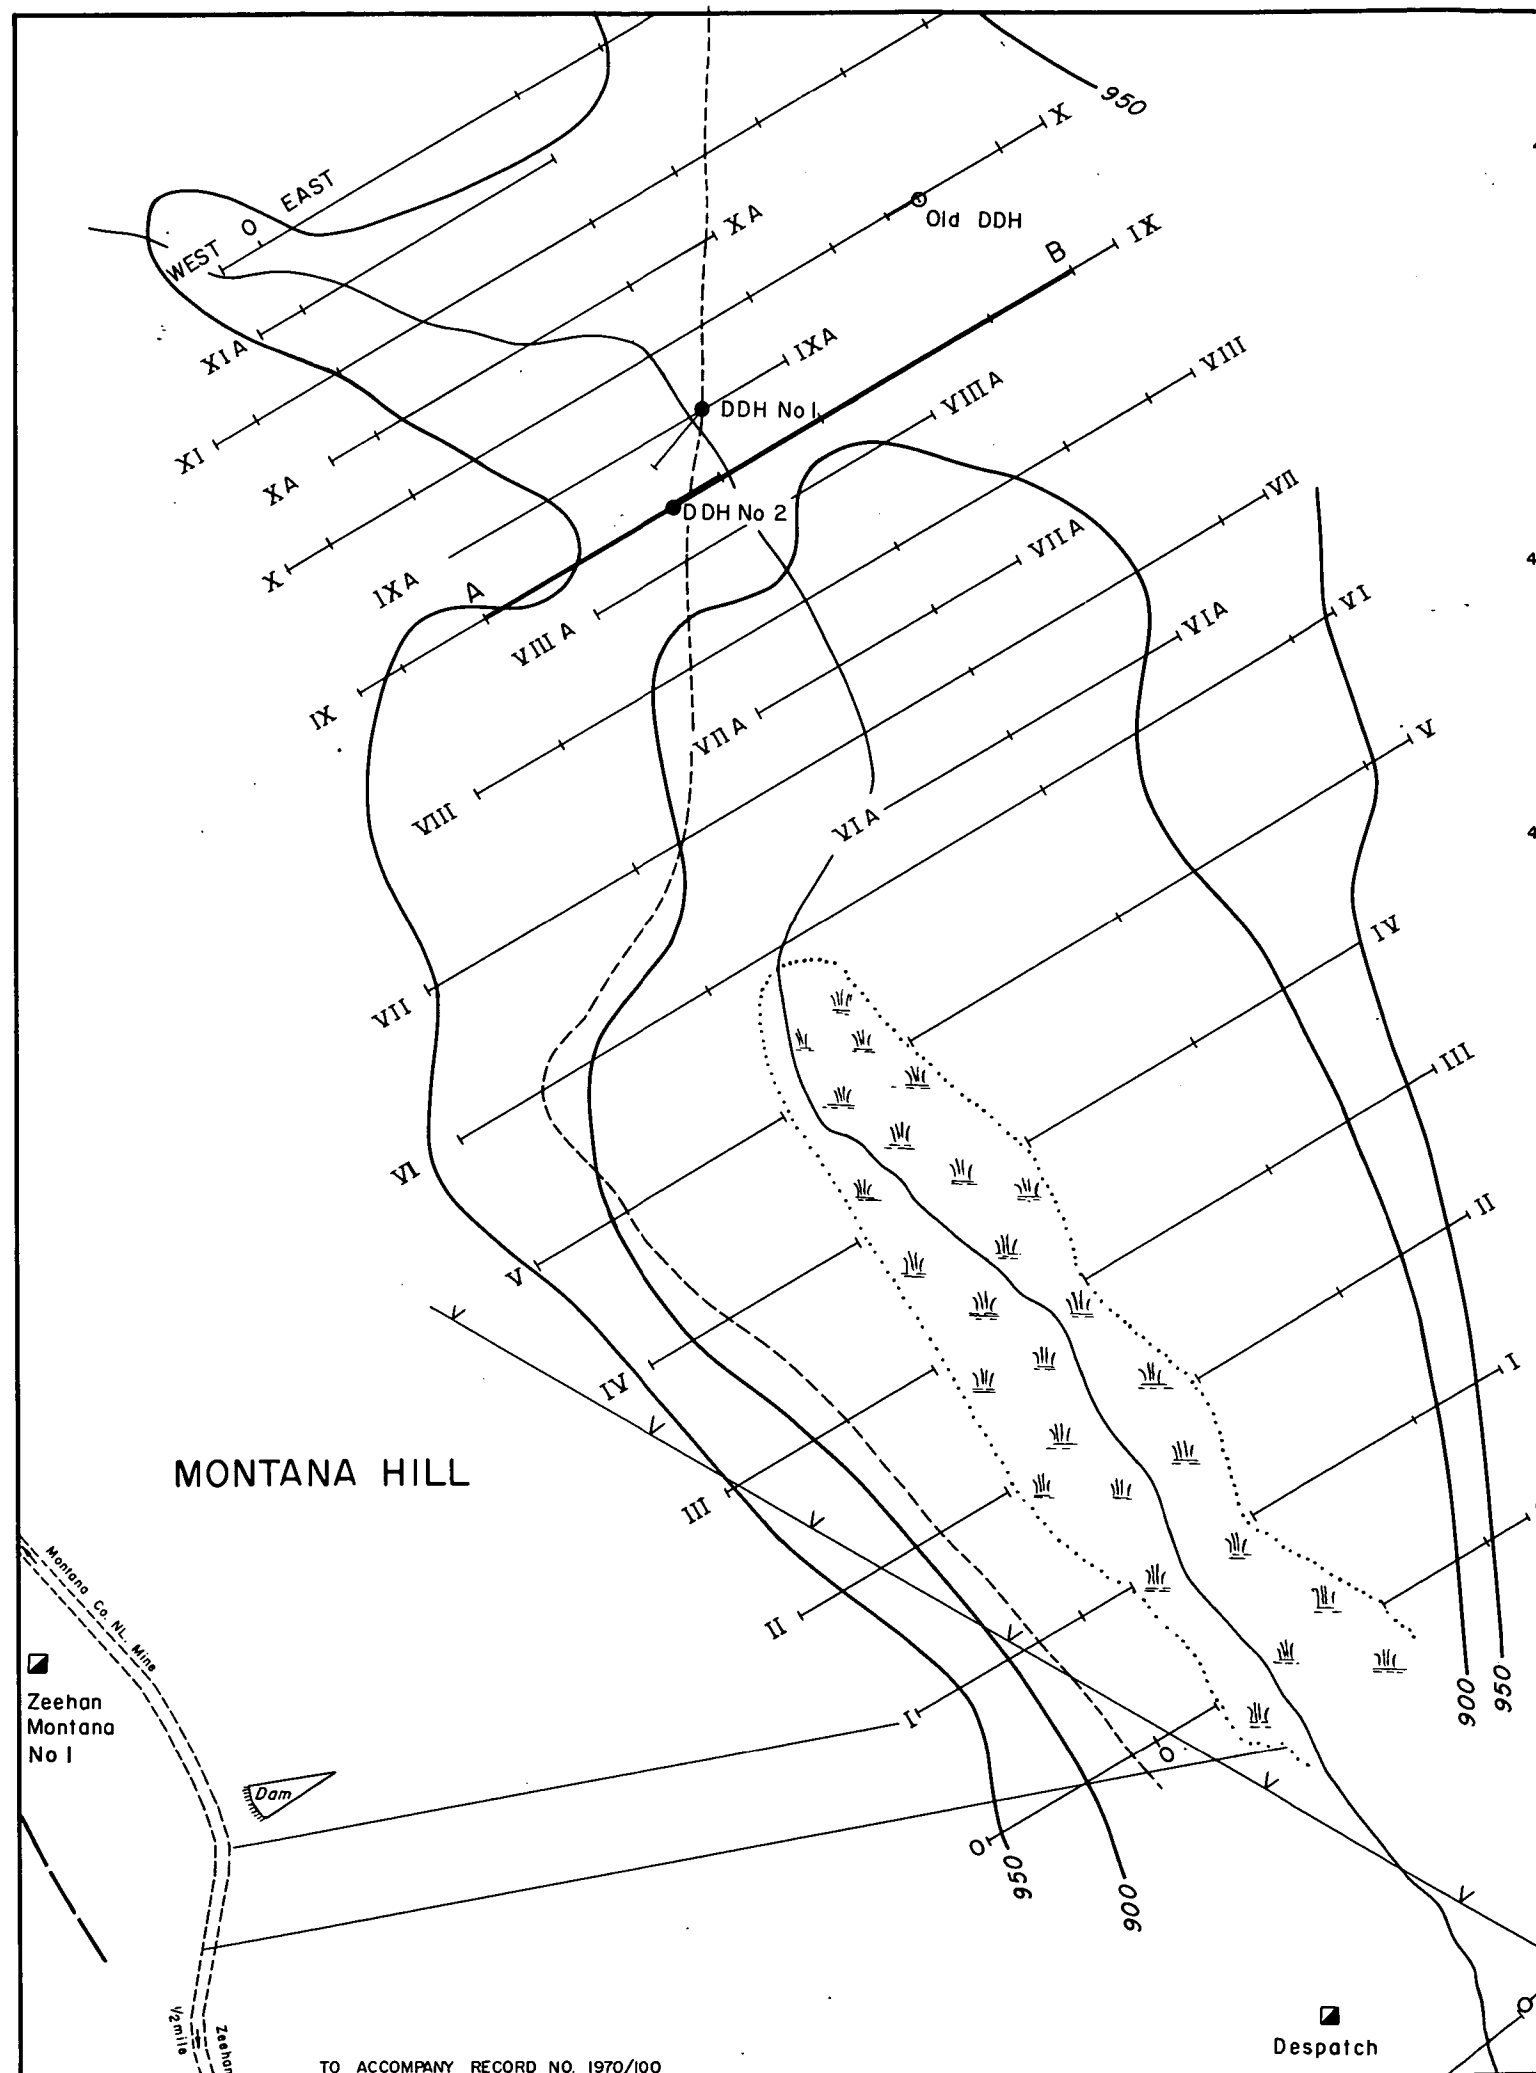 950
X
XA
Old DDH
B
IX
WEST O EAST
XIA
IXA
VIII
VIIIA
DDH No 1
XI
XA
DDH No 2
VII
X
IXA
VIIA
A
VIIIA
VI
VIA
IX
VIIA
V
VIII
VIA
IV
VII
III
VI
II
V
I
IV
MONTANA HILL
III
II
Montana Co. NL. Mine
Zeehan
Montana
No 1
I
900
950
O
Dam
O
950
900
1/2 mile
Zeehan
Despatch
O
TO ACCOMPANY RECORD NO. 1970/100